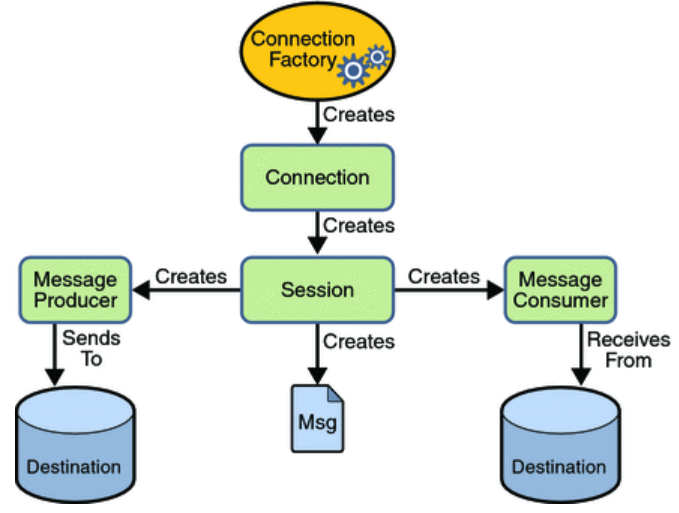 Connection
Factory
Creates
Connection
Creates
Message
Producer
Creates
Session
Creates
Message
Consumer
Sends
To
Creates
Receives
From
Msg
Destination
Destination